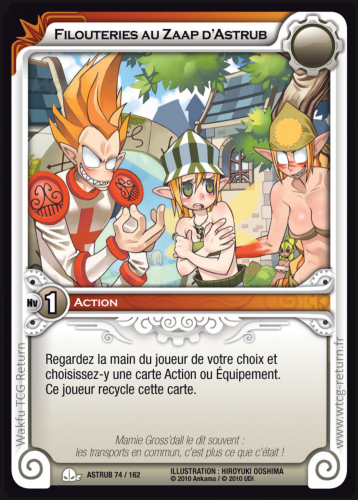 FILOUTERIES AU ZAAP D'ASTRUB
Nv 1 ACTION
Regardez la main du joueur de votre choix et
choisissez-y une carte Action ou Équipement.
Ce joueur recycle cette carte.
Wakfu TCG Return
www.wtcg-return.fr
Mamie Gross'dall le dit souvent :
les transports en commun, c'est plus ce que c'était !
ASTRUB 74 / 162
ILLUSTRATION : HIROYUKI OOSHIMA
© 2010 Ankama / © 2010 UDI